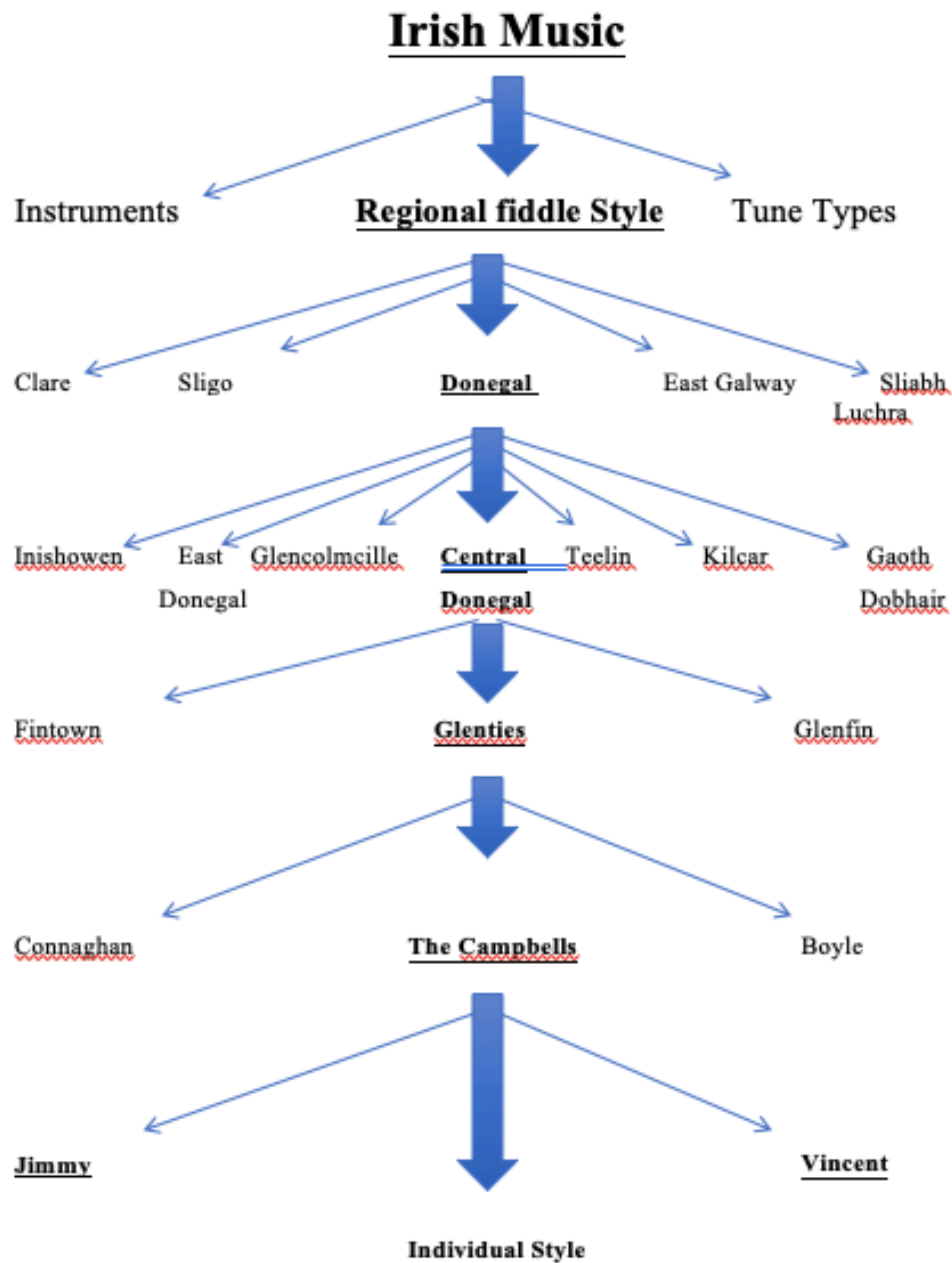 Irish Music
Instruments Regional fiddle Style Tune Types
Clare Sligo Donegal East Galway Sliabh
Luchra
Inishowen East Glencolmcille Central Teelin Kilcar Gaoth
Donegal Donegal Dobhair
Fintown Glenties Glenfin
Connaghan The Campbells Boyle
Jimmy Vincent
Individual Style